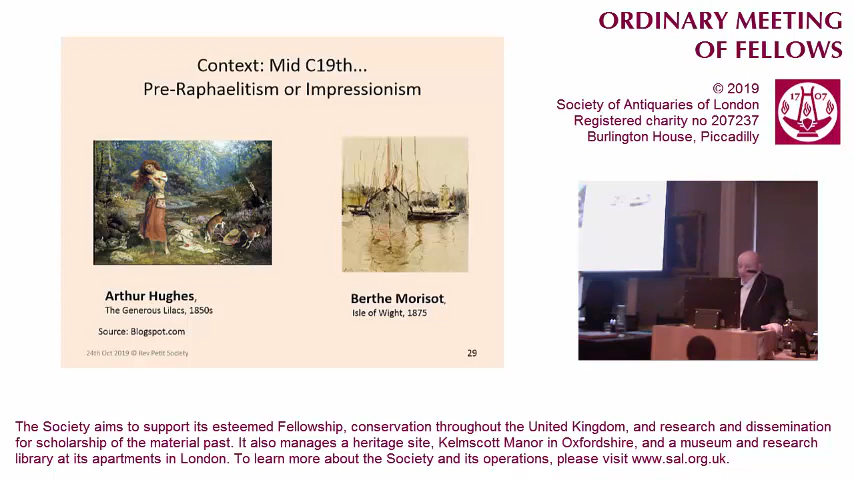 ORDINARY MEETING
OF FELLOWS
© 2019
Society of Antiquaries of London
Registered charity no 207237
Burlington House, Piccadilly
17 07
Context: Mid C19th...
Pre-Raphaelitism or Impressionism
Arthur Hughes,
The Generous Lilacs, 1850s
Source: Blogspot.com
Berthe Morisot,
Isle of Wight, 1875
24th Oct 2019 © Rev Petit Society
29
The Society aims to support its esteemed Fellowship, conservation throughout the United Kingdom, and research and dissemination
for scholarship of the material past. It also manages a heritage site, Kelmscott Manor in Oxfordshire, and a museum and research
library at its apartments in London. To learn more about the Society and its operations, please visit www.sal.org.uk.